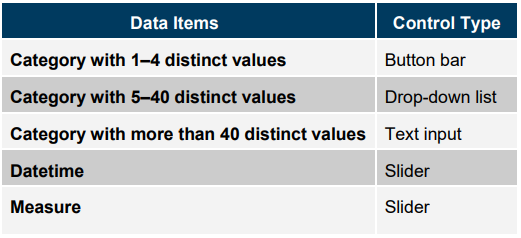 Data Items Control Type
Category with 1–4 distinct values Button bar
Category with 5–40 distinct values Drop-down list
Category with more than 40 distinct values Text input
Datetime Slider
Measure Slider